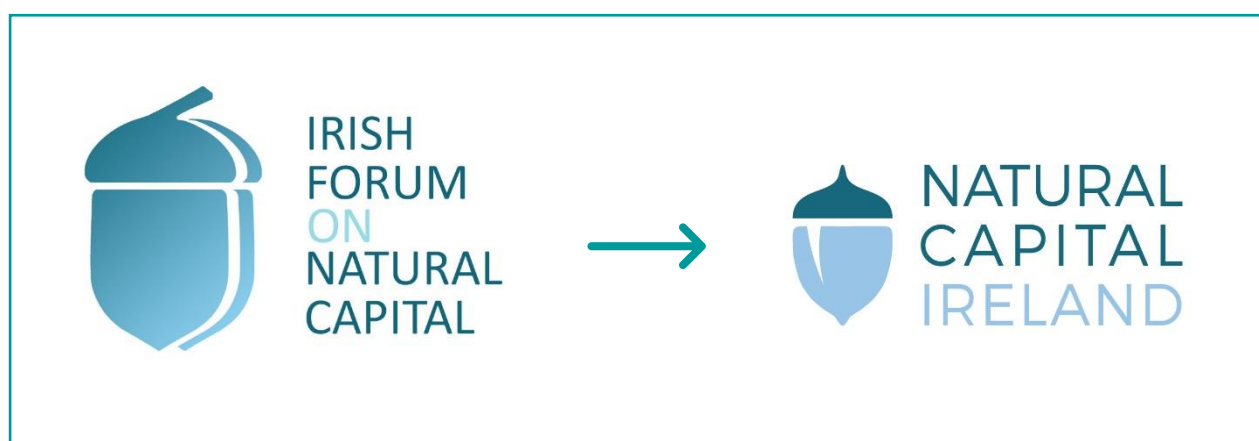 IRISH
FORUM
ON
NATURAL
CAPITAL
NATURAL
CAPITAL
IRELAND